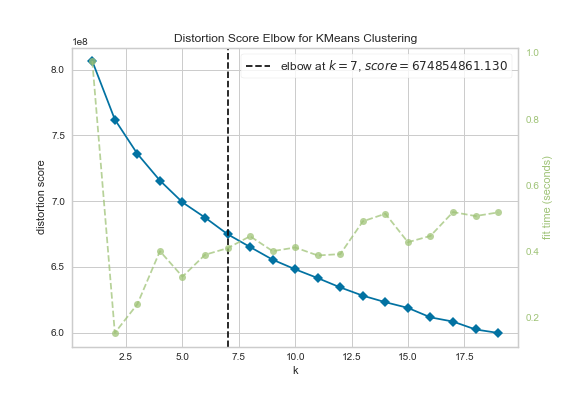 Distortion Score Elbow for KMeans Clustering
1e8
elbow at k = 7, score = 674854861.130
8.0
7.5
7.0
6.5
6.0
distortion score
1.0
0.8
0.6
0.4
0.2
fit time (seconds)
2.5 5.0 7.5 10.0 12.5 15.0 17.5
k